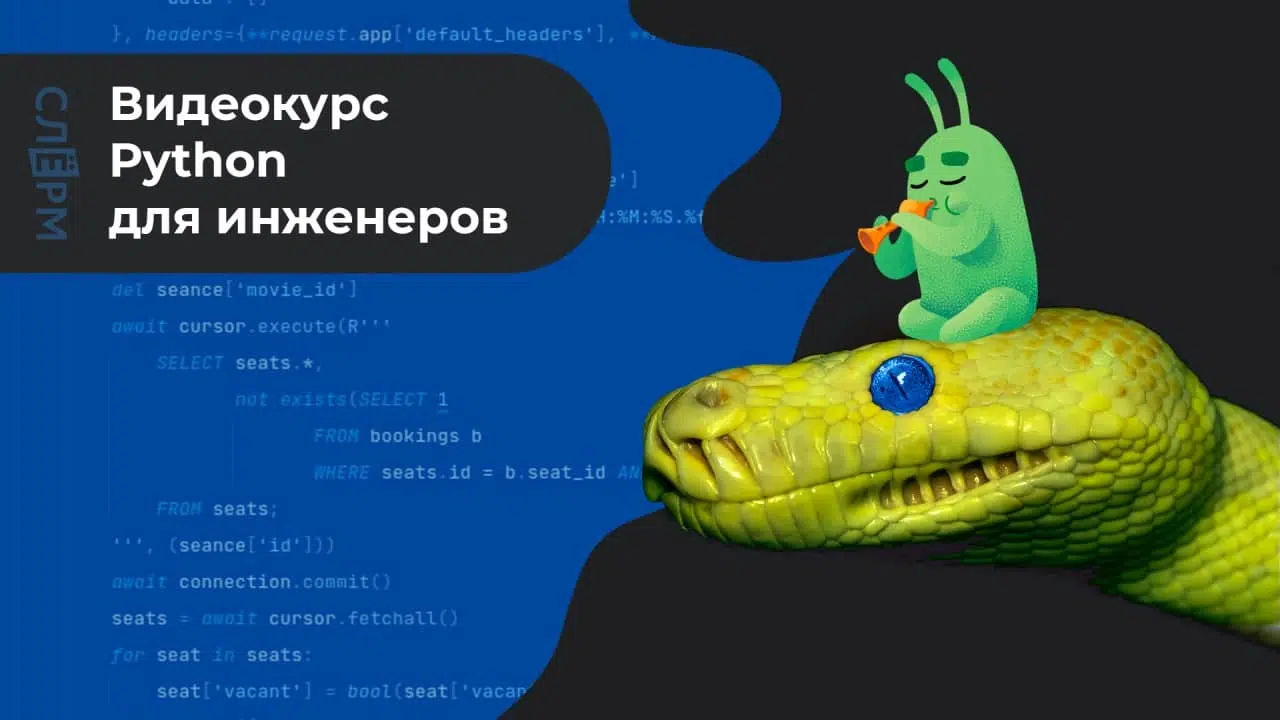 }, headers={**request.app['default_headers'], **
СЛЁРМ
Видеокурс
Python
для инженеров
e']
H:%M:%S.%f
del seance['movie_id']
await cursor.execute(R'''
SELECT seats.*,
not exists(SELECT 1
FROM bookings b
WHERE seats.id = b.seat_id AN
FROM seats;
''', (seance['id']))
await connection.commit()
seats = await cursor.fetchall()
for seat in seats:
seat['vacant'] = bool(seat['vacan